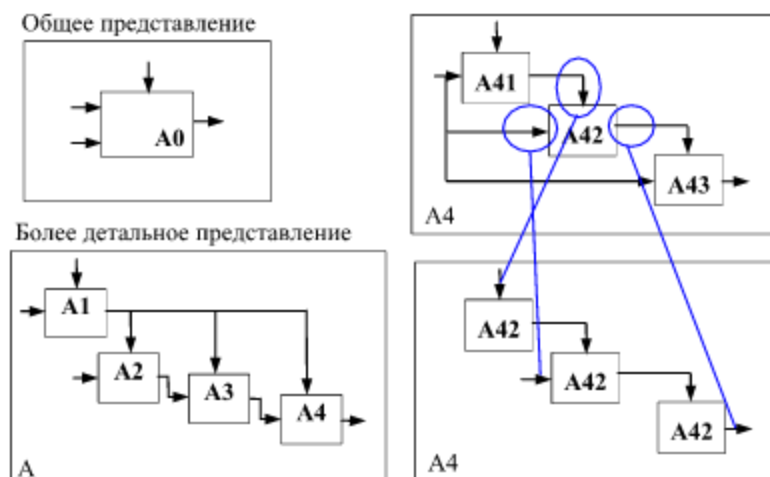 Общее представление
A0
Более детальное представление
A1
A2
A3
A4
A
A41
A42
A43
A4
A42
A42
A42
A4